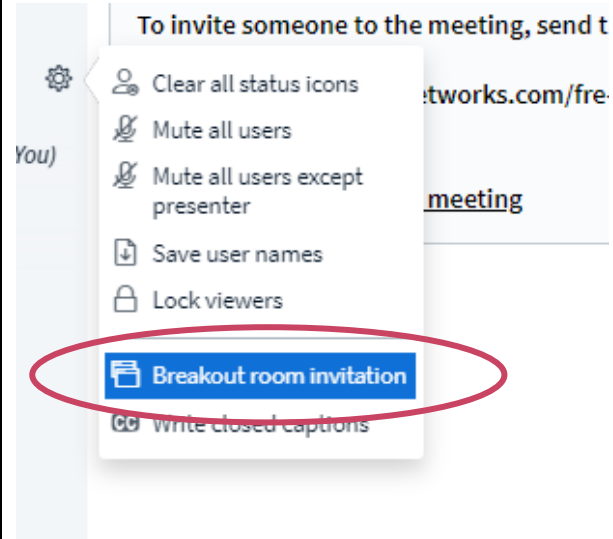 To invite someone to the meeting, send
Clear all status icons
etworks.com/fre-
Mute all users
You)
Mute all users except
presenter
meeting
Save user names
Lock viewers
Breakout room invitation
CC Write closed captions